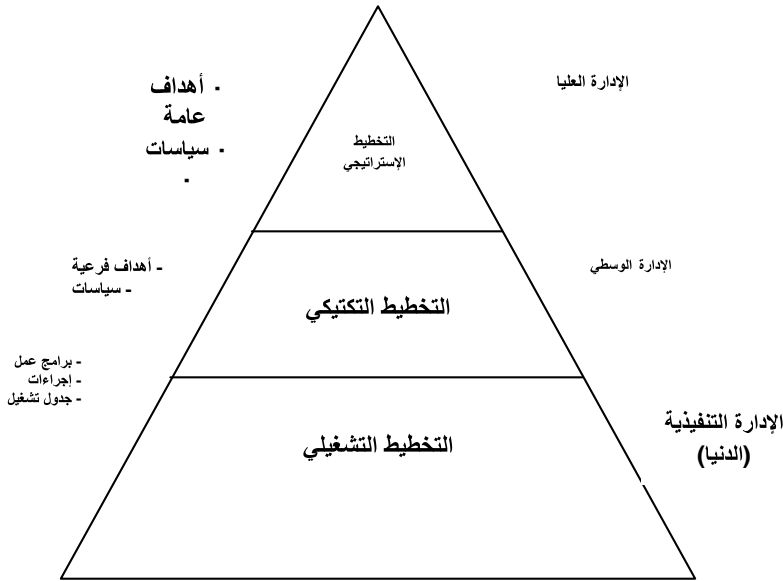 الإدارة العليا
التخطيط
الإستراتيجي
- أهداف
عامة
- سياسات
-
الإدارة الوسطي
التخطيط التكتيكي
- أهداف فرعية
- سياسات
الإدارة التنفيذية
(الدنيا)
التخطيط التشغيلي
- برامج عمل
- إجراءات
- جدول تشغيل